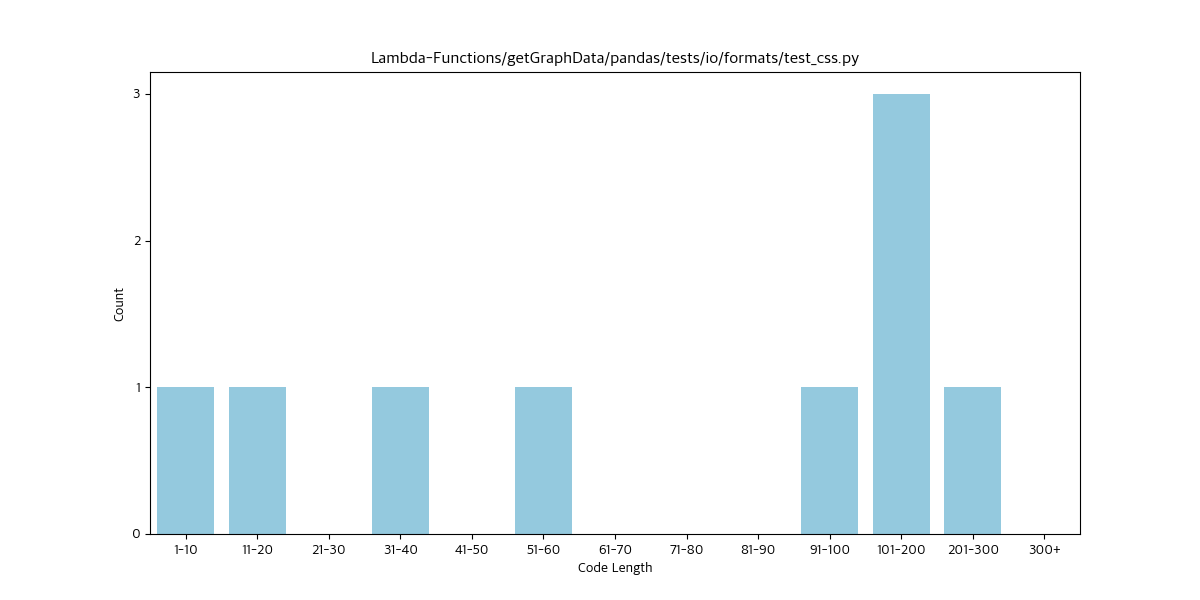 Lambda-Functions/getGraphData/pandas/tests/io/formats/test_css.py
3
2
1
0
Count
1-10 11-20 21-30 31-40 41-50 51-60 61-70 71-80 81-90 91-100 101-200 201-300 300+
Code Length